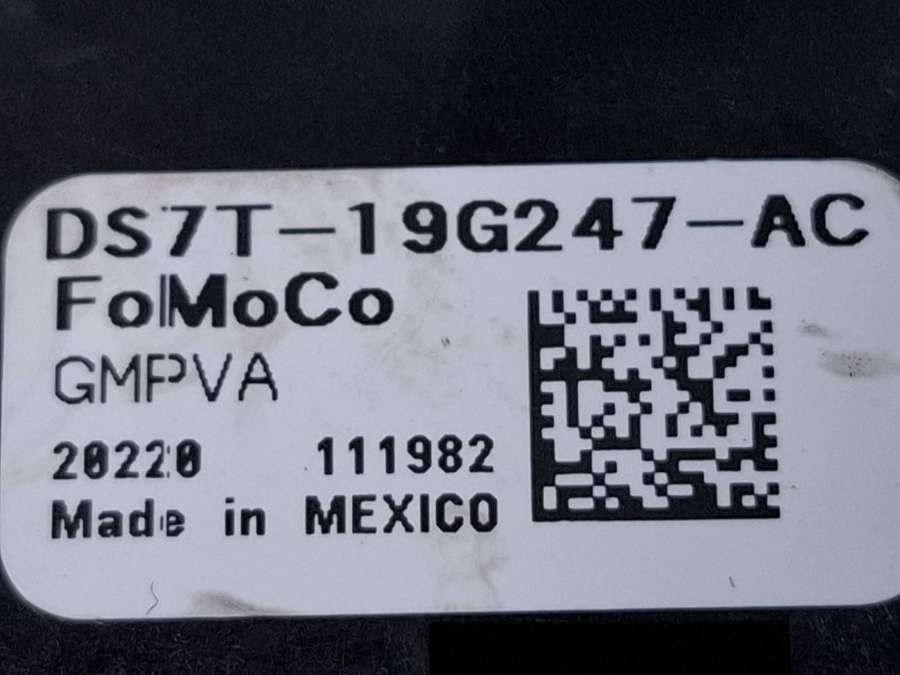 DS7T-19G247-AC
FoMoCo
GMPVA
20220 111982
Made in MEXICO